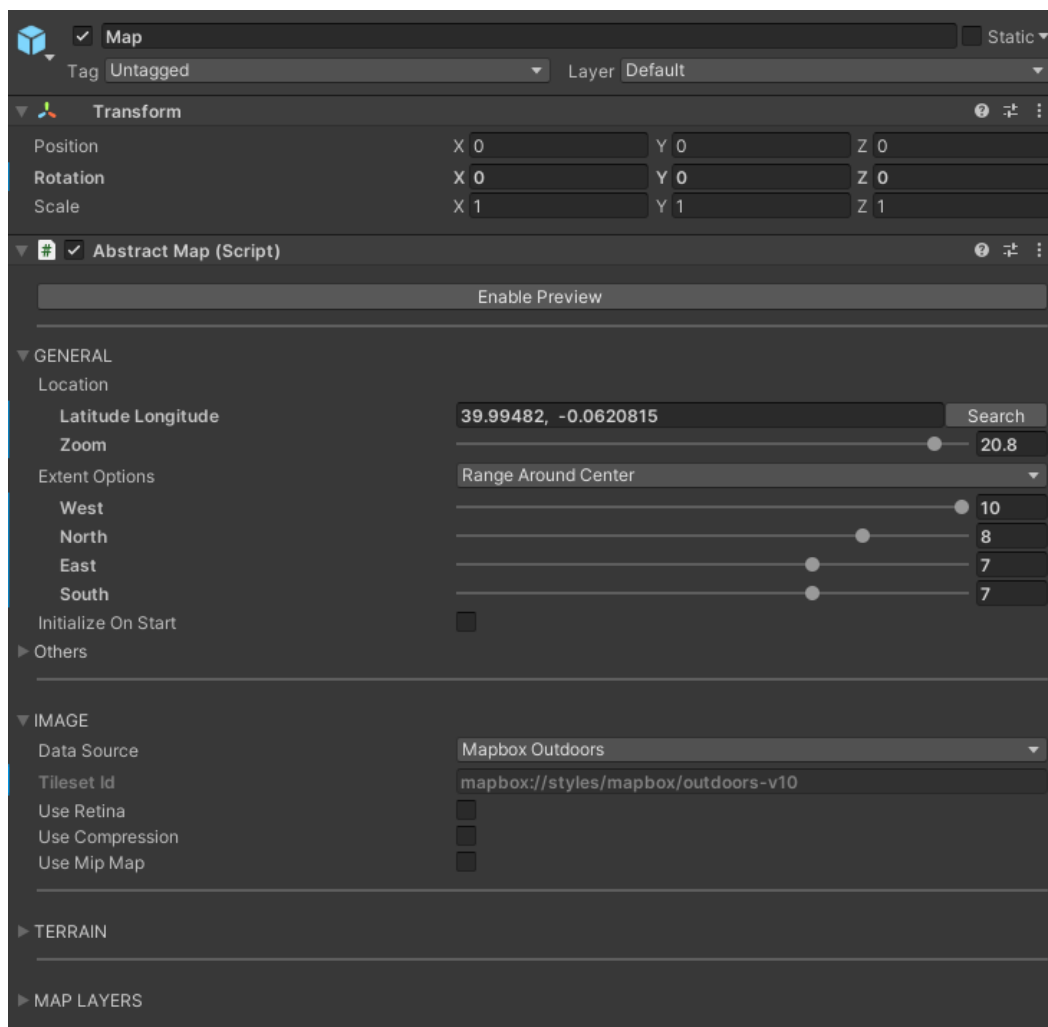 Map Static
Tag Untagged Layer Default
Transform
Position X 0 Y 0 Z 0
Rotation X 0 Y 0 Z 0
Scale X 1 Y 1 Z 1
# Abstract Map (Script)
Enable Preview
GENERAL
Location
Latitude Longitude 39.99482, -0.0620815 Search
Zoom 20.8
Extent Options Range Around Center
West 10
North 8
East 7
South 7
Initialize On Start
Others
IMAGE
Data Source Mapbox Outdoors
Tileset Id mapbox://styles/mapbox/outdoors-v10
Use Retina
Use Compression
Use Mip Map
TERRAIN
MAP LAYERS